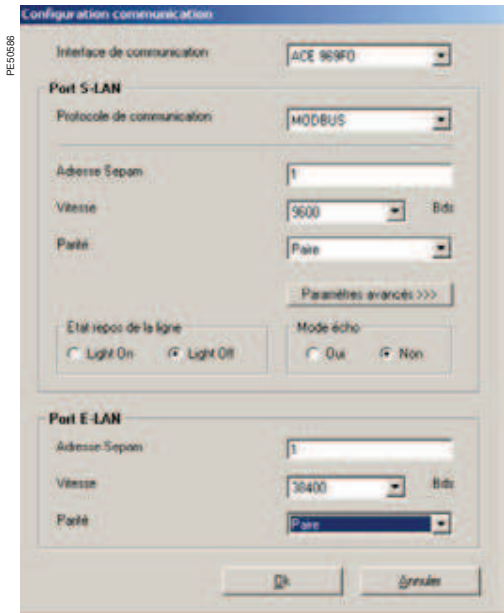 Configuration communication
PE50586
Interface de communication ACE 969FO
Port S-LAN
Protocole de communication MODBUS
Adresse Sepam 1
Vitesse 9600 Bds
Parité Paire
Paramètres avancés >>>
Etat repos de la ligne Mode écho
Light On Light Off Oui Non
Port E-LAN
Adresse Sepam 1
Vitesse 38400 Bds
Parité Paire
Ok Annuler